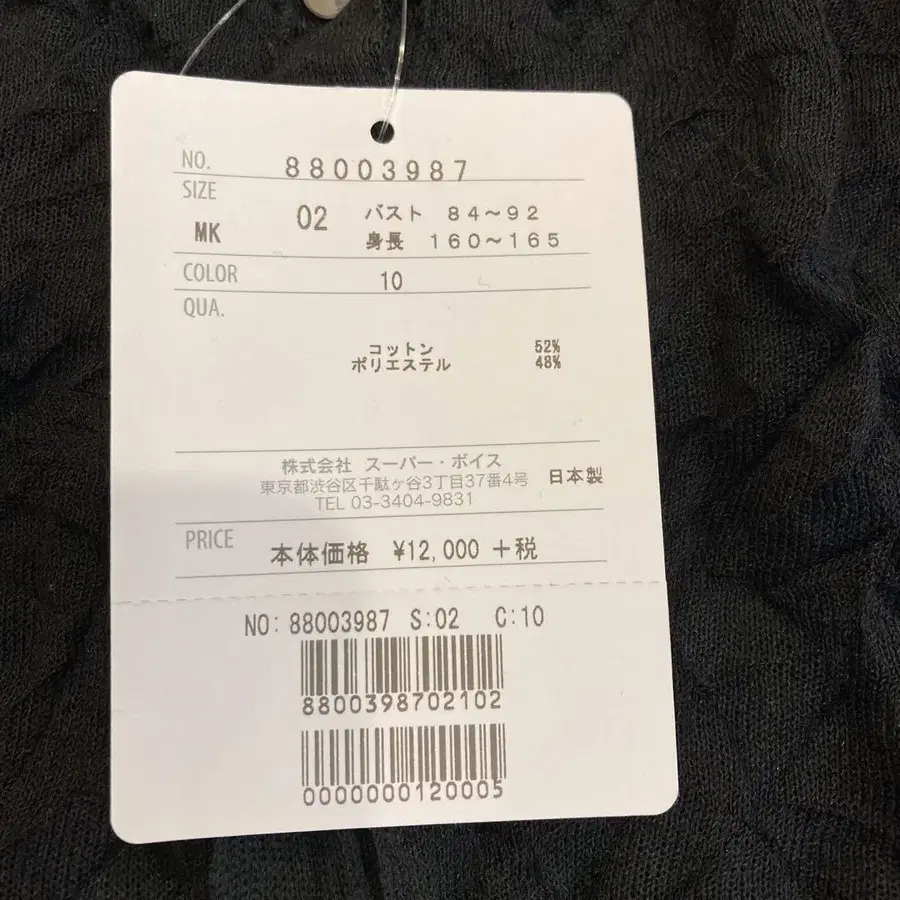 NO. 88003987
SIZE
MK 02 バスト 84～92
身長 160～165
COLOR 10
QUA.
コットン 52%
ポリエステル 48%
株式会社 スーパー・ボイス
東京都渋谷区千駄ヶ谷3丁目37番4号 日本製
TEL 03-3404-9831
PRICE 本体価格 ¥12,000 +税
NO: 88003987 S:02 C:10
8800398702102
0000000120005